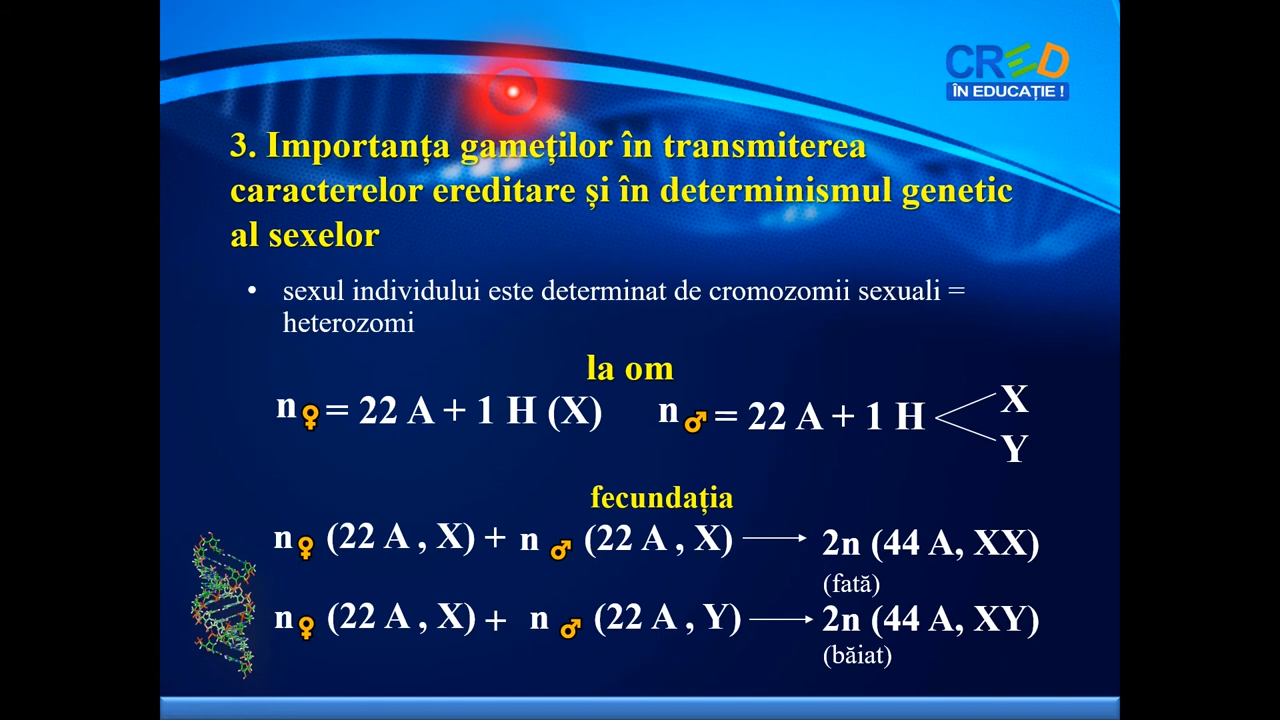 CRED
ÎN EDUCAȚIE !
3. Importanța gameților în transmiterea
caracterelor ereditare și în determinismul genetic
al sexelor
• sexul individului este determinat de cromozomii sexuali =
heterozomi
la om
n♀ = 22 A + 1 H (X) n♂ = 22 A + 1 H
X
Y
fecundația
n♀ (22 A , X) + n♂ (22 A , X) → 2n (44 A, XX)
(fată)
n♀ (22 A , X) + n♂ (22 A , Y) → 2n (44 A, XY)
(băiat)